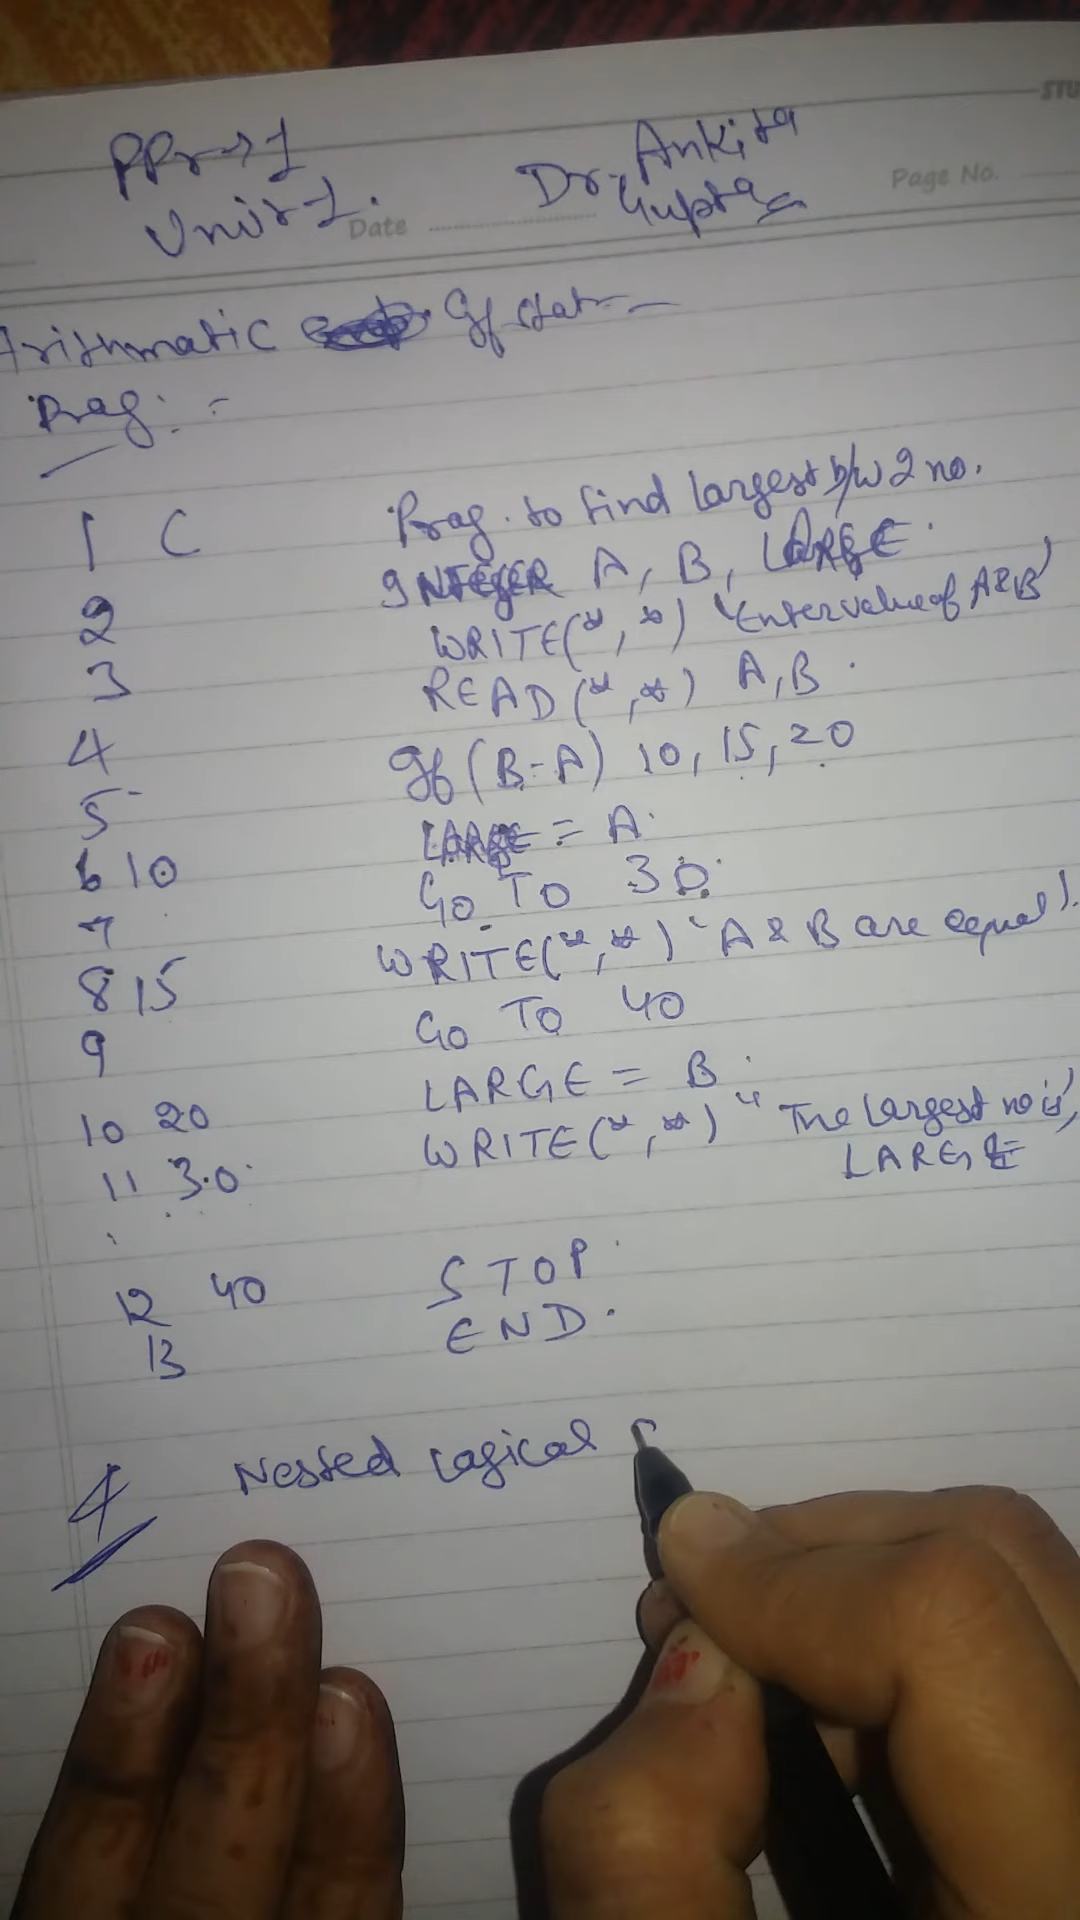 STU
PPr→1 Dr. Ankita
Unit-1. Date Gupta Page No.
Arithmatic If stat—
Prog: -
1 C Prog. to find largest b/w 2 no.
2 INTEGER A, B, LARGE.
3 WRITE(*,*) 'Enter value of A&B'
4 READ(*,*) A,B.
5 If(B-A) 10, 15, 20
6 10 LARGE = A.
7 GO TO 30.
8 15 WRITE(*,*) 'A & B are equal'.
9 GO TO 40
10 20 LARGE = B.
11 30. WRITE(*,*) " The largest no is',
LARGE
12 40 STOP.
13 END.
4 Nested Logical